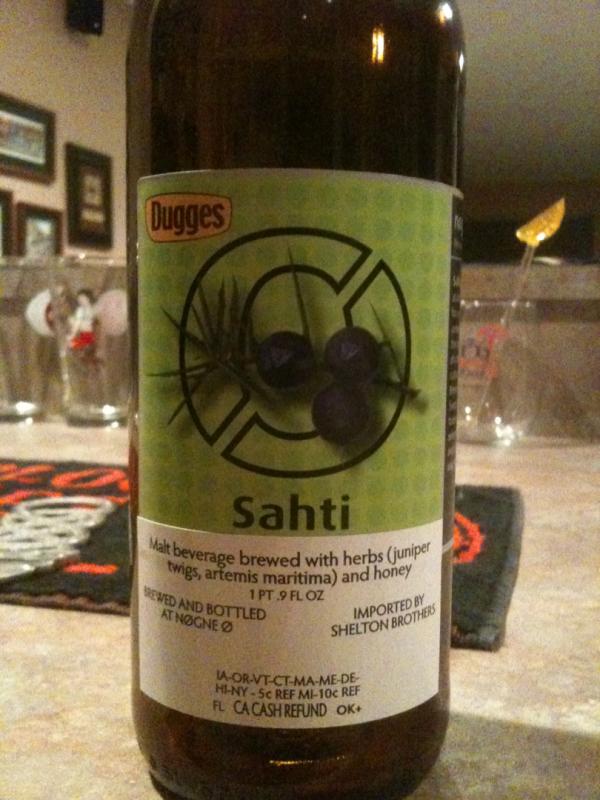 Dugges
Sahti
Malt beverage brewed with herbs (juniper
twigs, artemis maritima) and honey
1 PT .9 FL OZ
BREWED AND BOTTLED
AT NØGNE Ø
IMPORTED BY
SHELTON BROTHERS
IA-OR-VT-CT-MA-ME-DE-
HI-NY - 5c REF MI-10c REF
FL CA CASH REFUND OK+